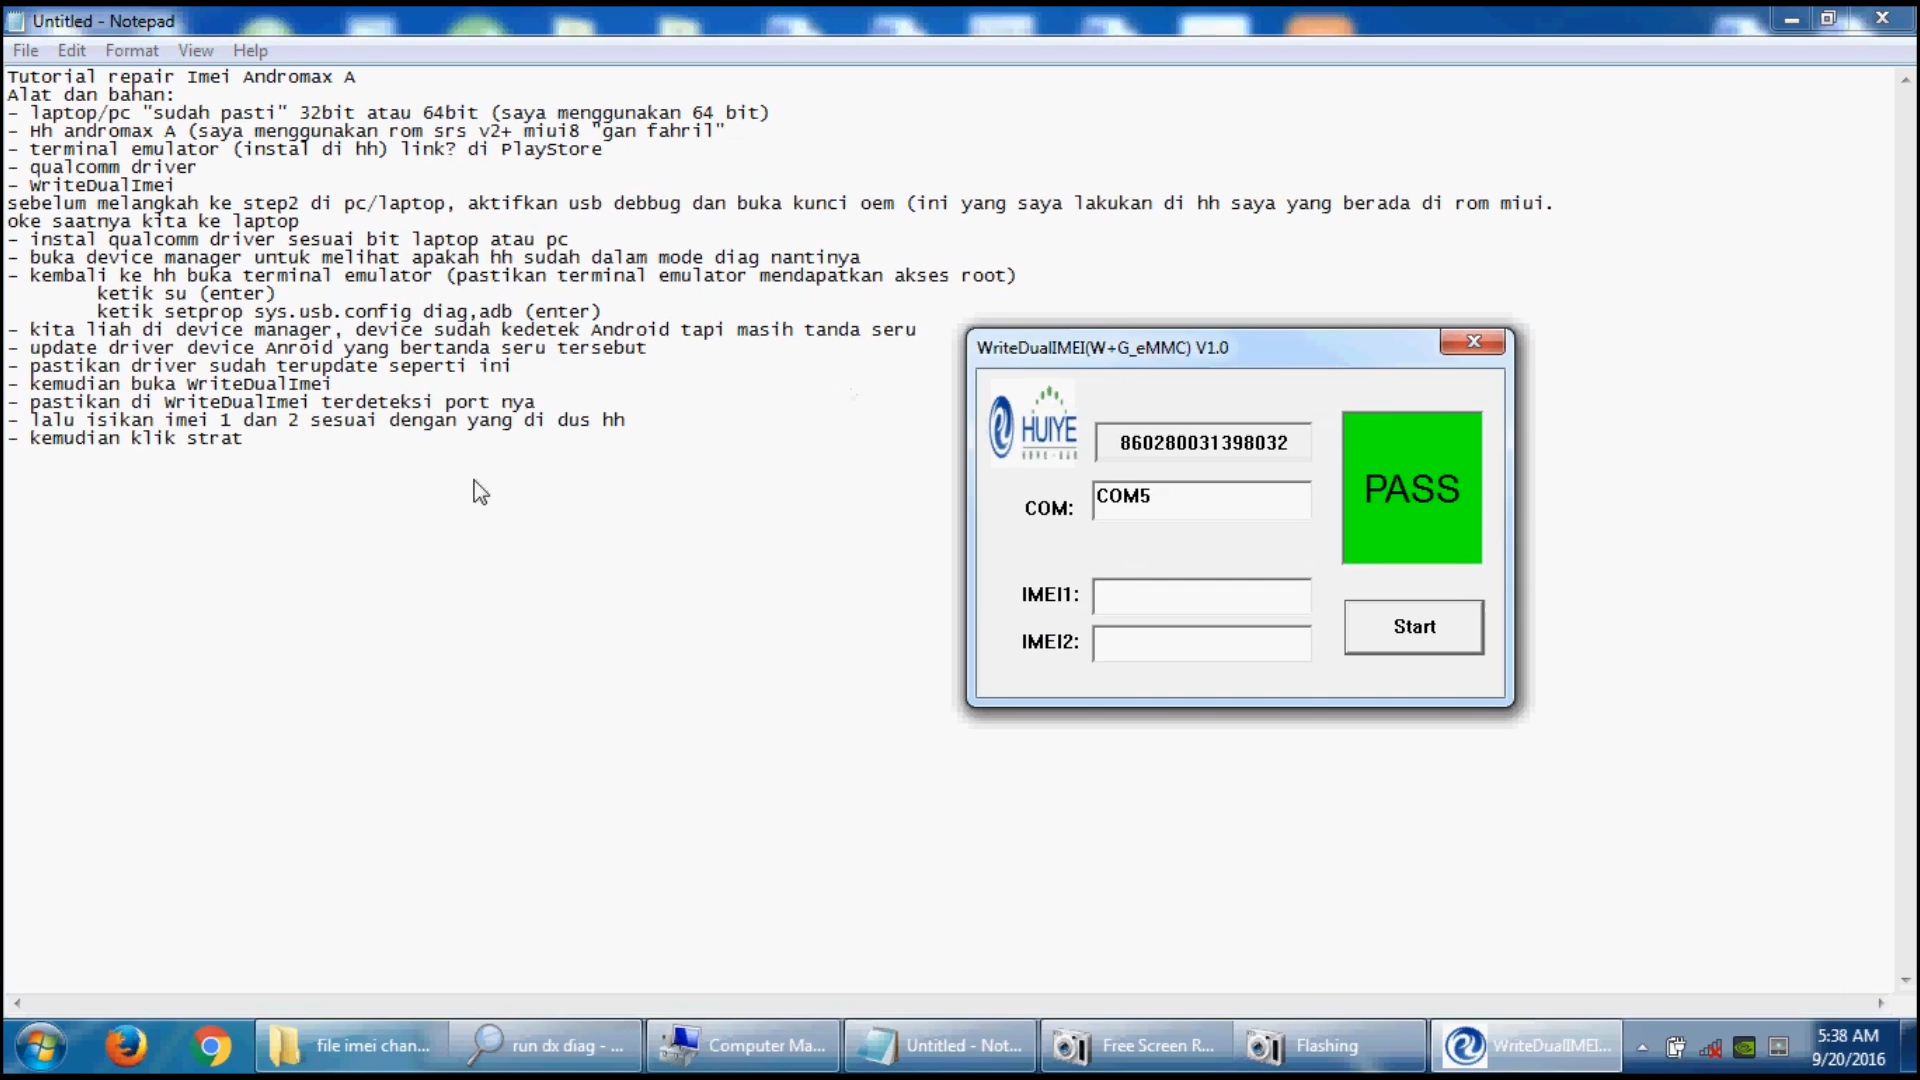 Untitled - Notepad
File Edit Format View Help
Tutorial repair Imei Andromax A
Alat dan bahan:
- laptop/pc "sudah pasti" 32bit atau 64bit (saya menggunakan 64 bit)
- Hh andromax A (saya menggunakan rom srs v2+ miui8 "gan fahril"
- terminal emulator (instal di hh) link? di PlayStore
- qualcomm driver
- WriteDualImei
sebelum melangkah ke step2 di pc/laptop, aktifkan usb debbug dan buka kunci oem (ini yang saya lakukan di hh saya yang berada di rom miui.
oke saatnya kita ke laptop
- instal qualcomm driver sesuai bit laptop atau pc
- buka device manager untuk melihat apakah hh sudah dalam mode diag nantinya
- kembali ke hh buka terminal emulator (pastikan terminal emulator mendapatkan akses root)
ketik su (enter)
ketik setprop sys.usb.config diag,adb (enter)
- kita liah di device manager, device sudah kedetek Android tapi masih tanda seru
- update driver device Anroid yang bertanda seru tersebut
- pastikan driver sudah terupdate seperti ini
- kemudian buka WriteDualImei
- pastikan di WriteDualImei terdeteksi port nya
- lalu isikan imei 1 dan 2 sesuai dengan yang di dus hh
- kemudian klik strat
WriteDualIMEI(W+G_eMMC) V1.0
HUIYE
860280031398032
COM:
COM5
PASS
IMEI1:
IMEI2:
Start
file imei chan...
run dx diag - ...
Computer Ma...
Untitled - Not...
Free Screen R...
Flashing
WriteDualIMEI...
5:38 AM
9/20/2016